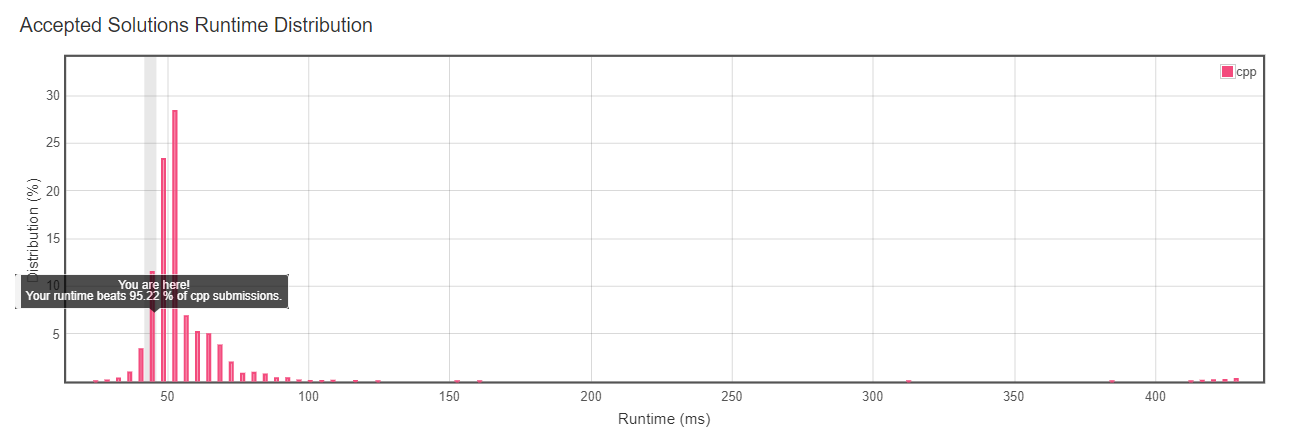 Accepted Solutions Runtime Distribution
cpp
30
25
20
15
10
5
Distribution (%)
You are here!
Your runtime beats 95.22 % of cpp submissions.
50
100
150
200
250
300
350
400
Runtime (ms)